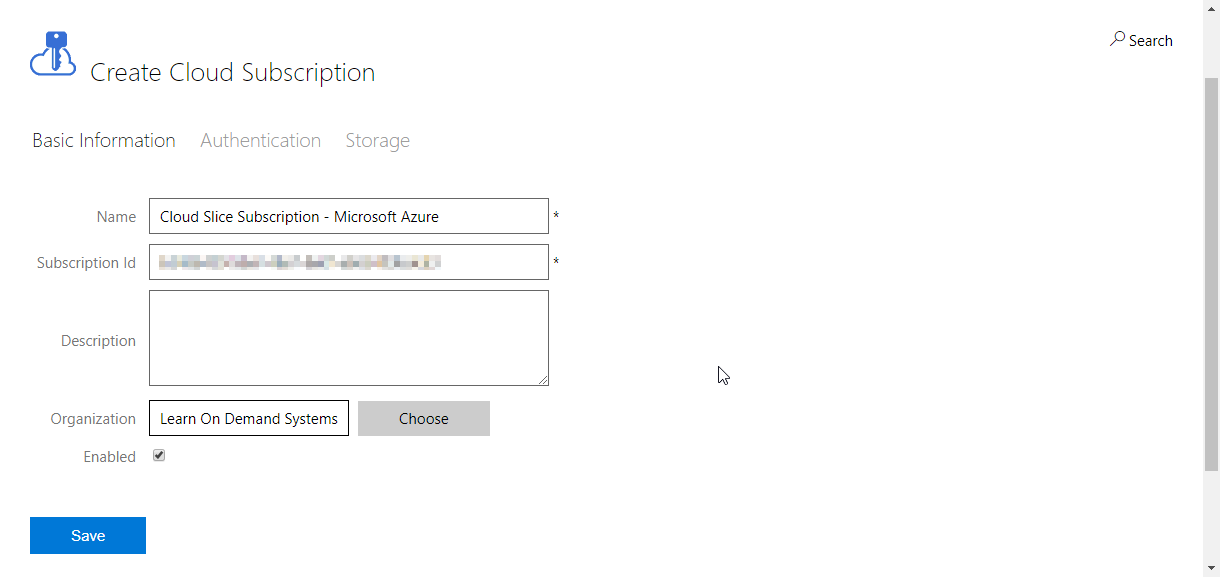 Search
Create Cloud Subscription
Basic Information Authentication Storage
Name Cloud Slice Subscription - Microsoft Azure *
Subscription Id *
Description
Organization Learn On Demand Systems Choose
Enabled
Save